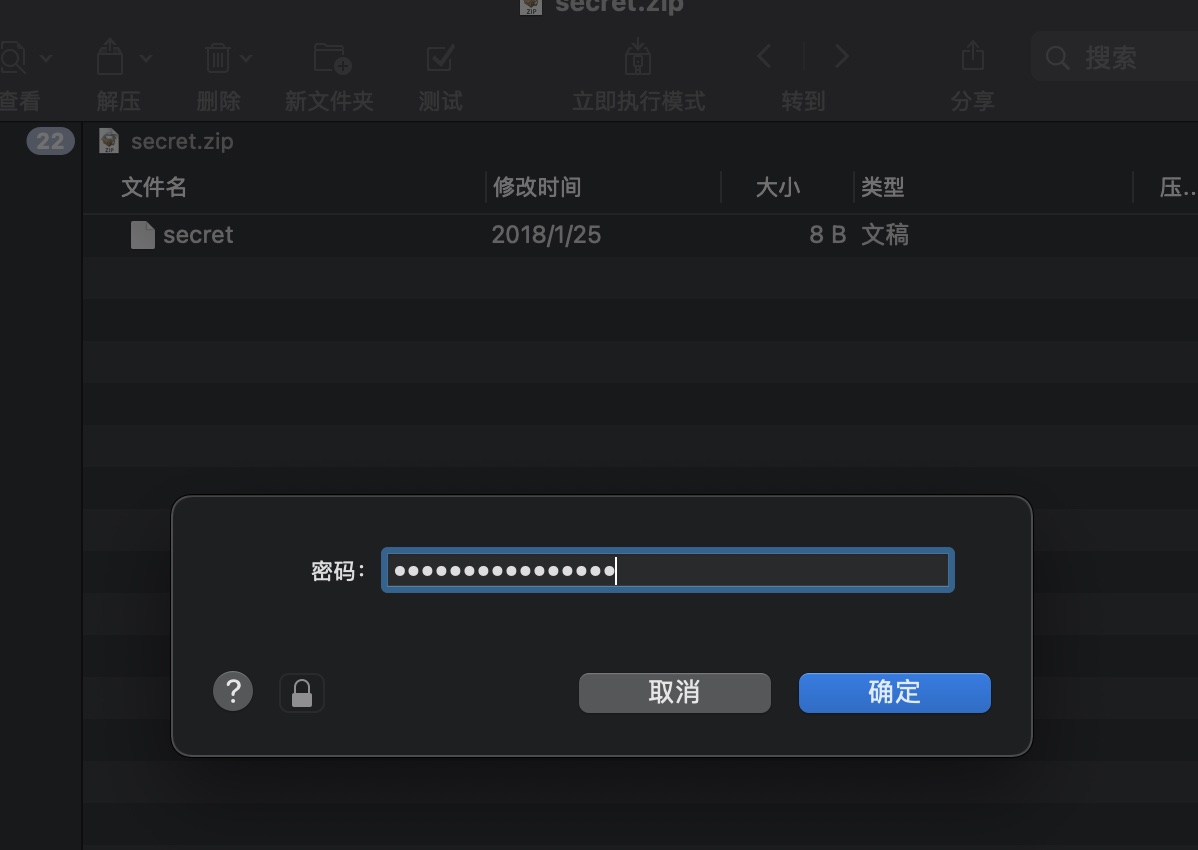 secret.zip
搜索
查看
解压
删除
新文件夹
测试
立即执行模式
转到
分享
22
secret.zip
文件名
修改时间
大小
类型
压..
secret
2018/1/25
8 B
文稿
密码：
?
取消
确定